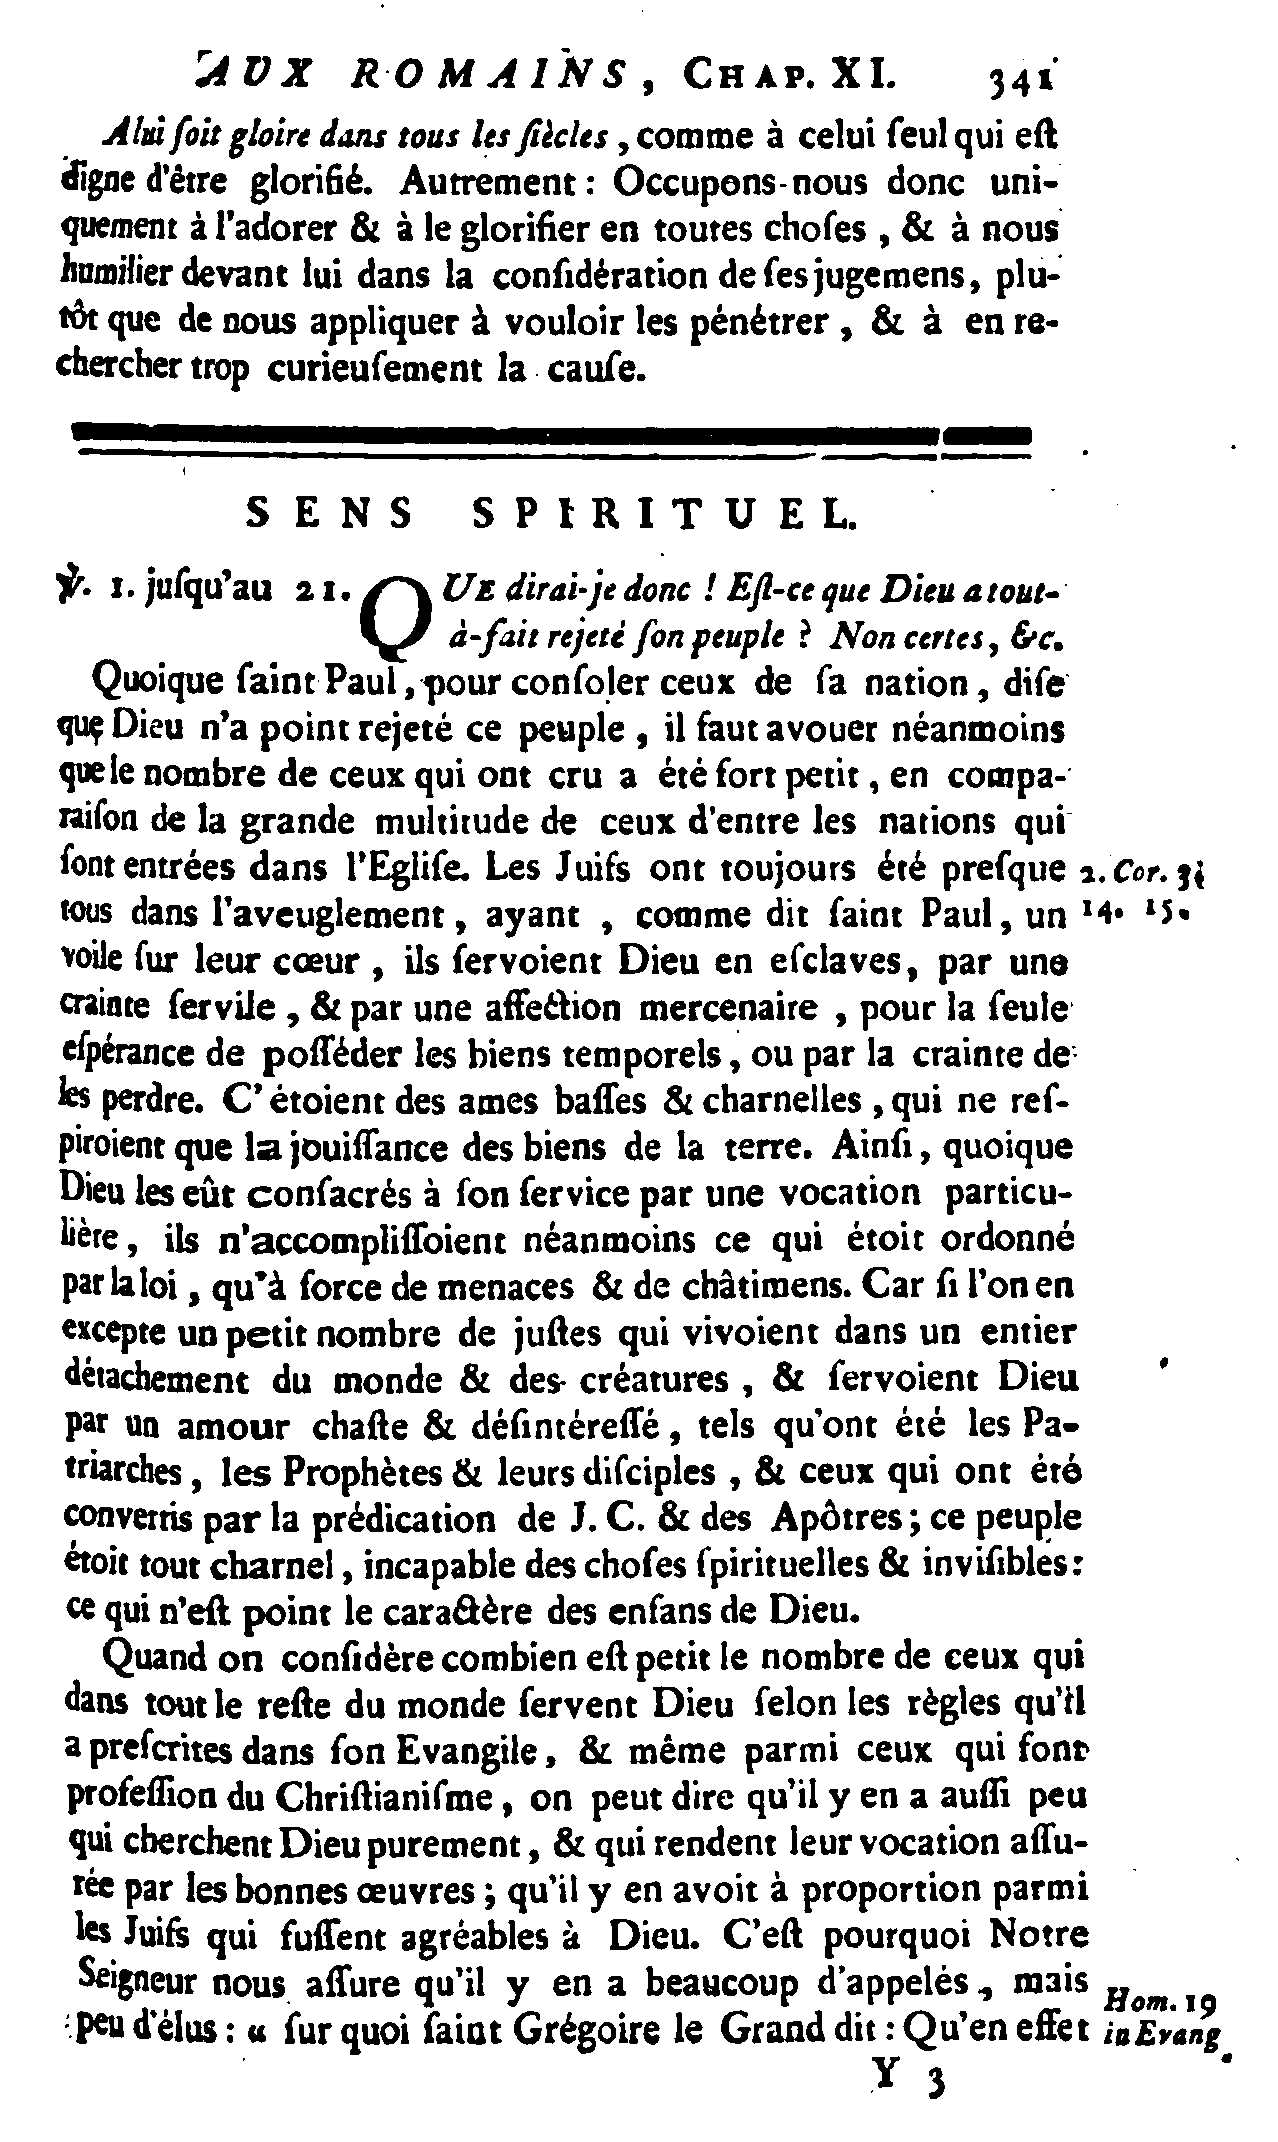 AUX ROMAINS, CHAP. XI. 341
A lui ſoit gloire dans tous les ſiècles, comme à celui ſeul qui eſt
digne d'être glorifié. Autrement : Occupons-nous donc uni-
quement à l'adorer & à le glorifier en toutes choſes, & à nous
humilier devant lui dans la conſidération de ſes jugemens, plu-
tôt que de nous appliquer à vouloir les pénétrer, & à en re-
chercher trop curieuſement la cauſe.
SENS SPIRITUEL.
℣. 1. juſqu'au 21. QUE dirai-je donc ! Eſt-ce que Dieu a tout-
à-fait rejeté ſon peuple ? Non certes, &c.
Quoique ſaint Paul, pour conſoler ceux de ſa nation, diſe
que Dieu n'a point rejeté ce peuple, il faut avouer néanmoins
que le nombre de ceux qui ont cru a été fort petit, en compa-
raiſon de la grande multitude de ceux d'entre les nations qui
ſont entrées dans l'Egliſe. Les Juifs ont toujours été preſque
2. Cor. 3.
tous dans l'aveuglement, ayant, comme dit ſaint Paul, un
14. 15.
voile ſur leur cœur, ils ſervoient Dieu en eſclaves, par une
crainte ſervile, & par une affection mercenaire, pour la ſeule
eſpérance de poſſéder les biens temporels, ou par la crainte de
les perdre. C'étoient des ames baſſes & charnelles, qui ne reſ-
piroient que la jouiſſance des biens de la terre. Ainſi, quoique
Dieu les eût conſacrés à ſon ſervice par une vocation particu-
lière, ils n'accompliſſoient néanmoins ce qui étoit ordonné
par la loi, qu'à force de menaces & de châtimens. Car ſi l'on en
excepte un petit nombre de juſtes qui vivoient dans un entier
détachement du monde & des créatures, & ſervoient Dieu
par un amour chaſte & déſintéreſſé, tels qu'ont été les Pa-
triarches, les Prophètes & leurs diſciples, & ceux qui ont été
convertis par la prédication de J. C. & des Apôtres ; ce peuple
étoit tout charnel, incapable des choſes ſpirituelles & inviſibles :
ce qui n'eſt point le caractère des enfans de Dieu.
Quand on conſidère combien eſt petit le nombre de ceux qui
dans tout le reſte du monde ſervent Dieu ſelon les règles qu'il
a preſcrites dans ſon Evangile, & même parmi ceux qui font
profeſſion du Chriſtianiſme, on peut dire qu'il y en a auſſi peu
qui cherchent Dieu purement, & qui rendent leur vocation aſſu-
rée par les bonnes œuvres ; qu'il y en avoit à proportion parmi
les Juifs qui fuſſent agréables à Dieu. C'eſt pourquoi Notre
Seigneur nous aſſure qu'il y en a beaucoup d'appelés, mais
Hom. 19
peu d'élus : « ſur quoi ſaint Grégoire le Grand dit : Qu'en effet
in Evang.
Y 3